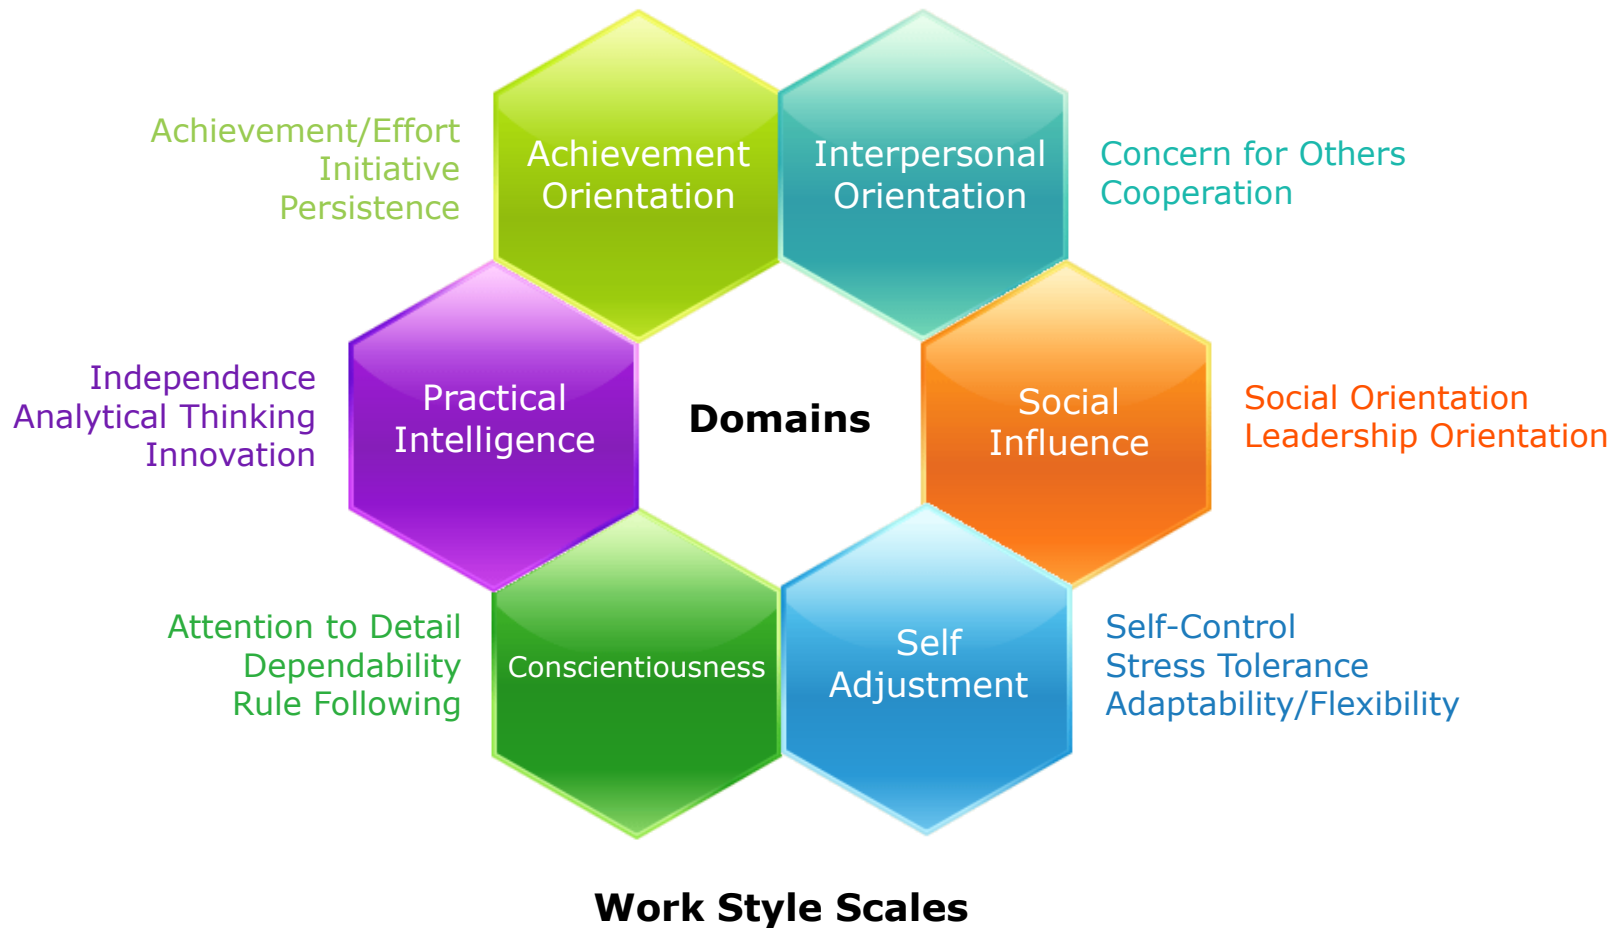 Achievement/Effort
Initiative
Persistence
Achievement
Orientation
Interpersonal
Orientation
Concern for Others
Cooperation
Independence
Analytical Thinking
Innovation
Practical
Intelligence
Domains
Social
Influence
Social Orientation
Leadership Orientation
Attention to Detail
Dependability
Rule Following
Conscientiousness
Self
Adjustment
Self-Control
Stress Tolerance
Adaptability/Flexibility
Work Style Scales